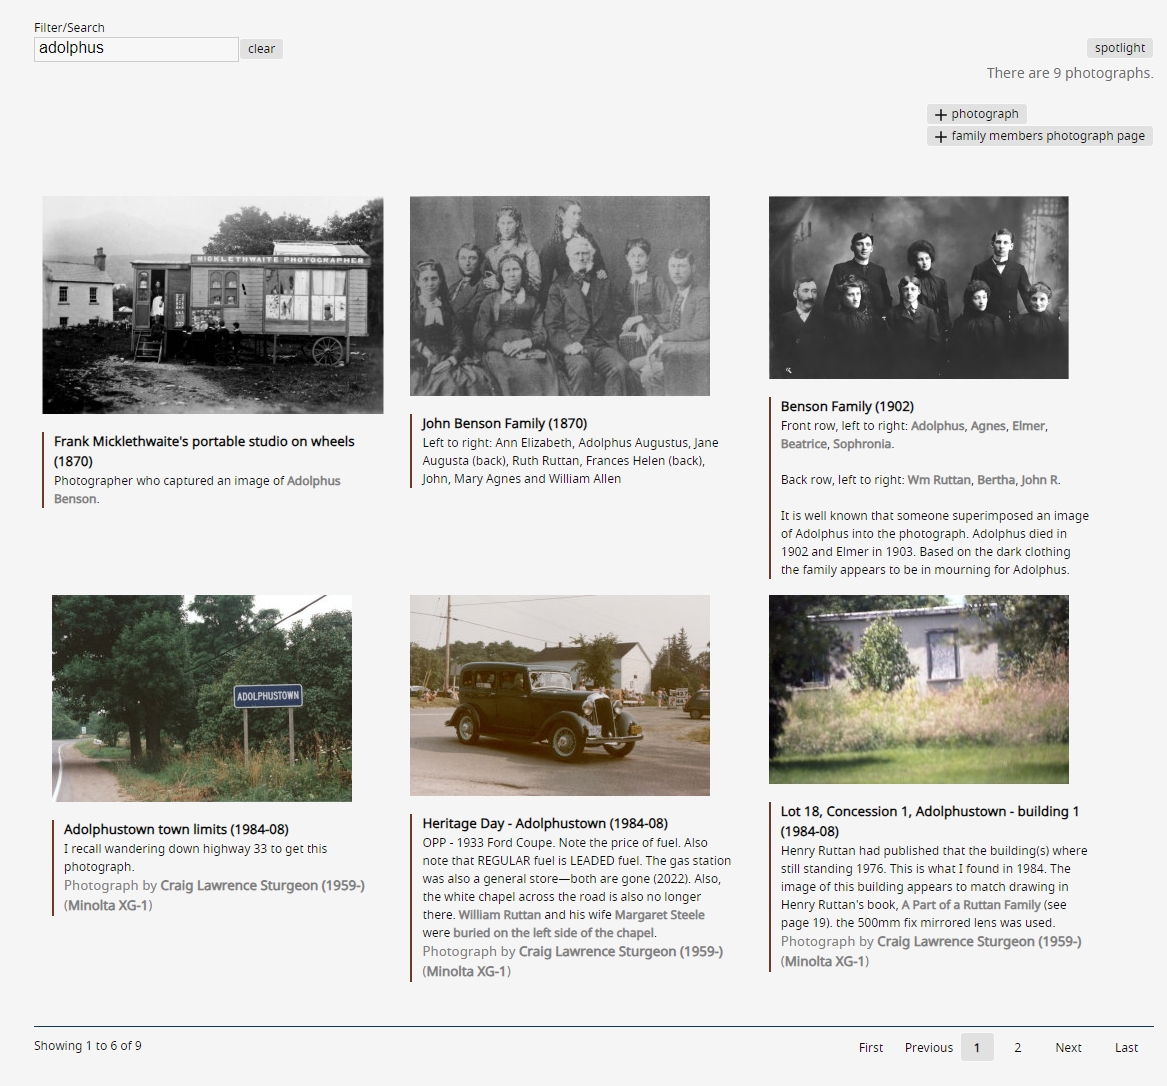 Filter/Search
adolphus
clear
spotlight
There are 9 photographs.
+ photograph
+ family members photograph page
MICKLETHWAITE PHOTOGRAPHER
Frank Micklethwaite's portable studio on wheels
(1870)
Photographer who captured an image of Adolphus
Benson.
John Benson Family (1870)
Left to right: Ann Elizabeth, Adolphus Augustus, Jane
Augusta (back), Ruth Ruttan, Frances Helen (back),
John, Mary Agnes and William Allen
Benson Family (1902)
Front row, left to right: Adolphus, Agnes, Elmer,
Beatrice, Sophronia.
Back row, left to right: Wm Ruttan, Bertha, John R.
It is well known that someone superimposed an image
of Adolphus into the photograph. Adolphus died in
1902 and Elmer in 1903. Based on the dark clothing
the family appears to be in mourning for Adolphus.
ADOLPHUSTOWN
Adolphustown town limits (1984-08)
I recall wandering down highway 33 to get this
photograph.
Photograph by Craig Lawrence Sturgeon (1959-)
(Minolta XG-1)
Heritage Day - Adolphustown (1984-08)
OPP - 1933 Ford Coupe. Note the price of fuel. Also
note that REGULAR fuel is LEADED fuel. The gas station
was also a general store—both are gone (2022). Also,
the white chapel across the road is also no longer
there. William Ruttan and his wife Margaret Steele
were buried on the left side of the chapel.
Photograph by Craig Lawrence Sturgeon (1959-)
(Minolta XG-1)
Lot 18, Concession 1, Adolphustown - building 1
(1984-08)
Henry Ruttan had published that the building(s) where
still standing 1976. This is what I found in 1984. The
image of this building appears to match drawing in
Henry Ruttan's book, A Part of a Ruttan Family (see
page 19). the 500mm fix mirrored lens was used.
Photograph by Craig Lawrence Sturgeon (1959-)
(Minolta XG-1)
Showing 1 to 6 of 9
First Previous 1 2 Next Last